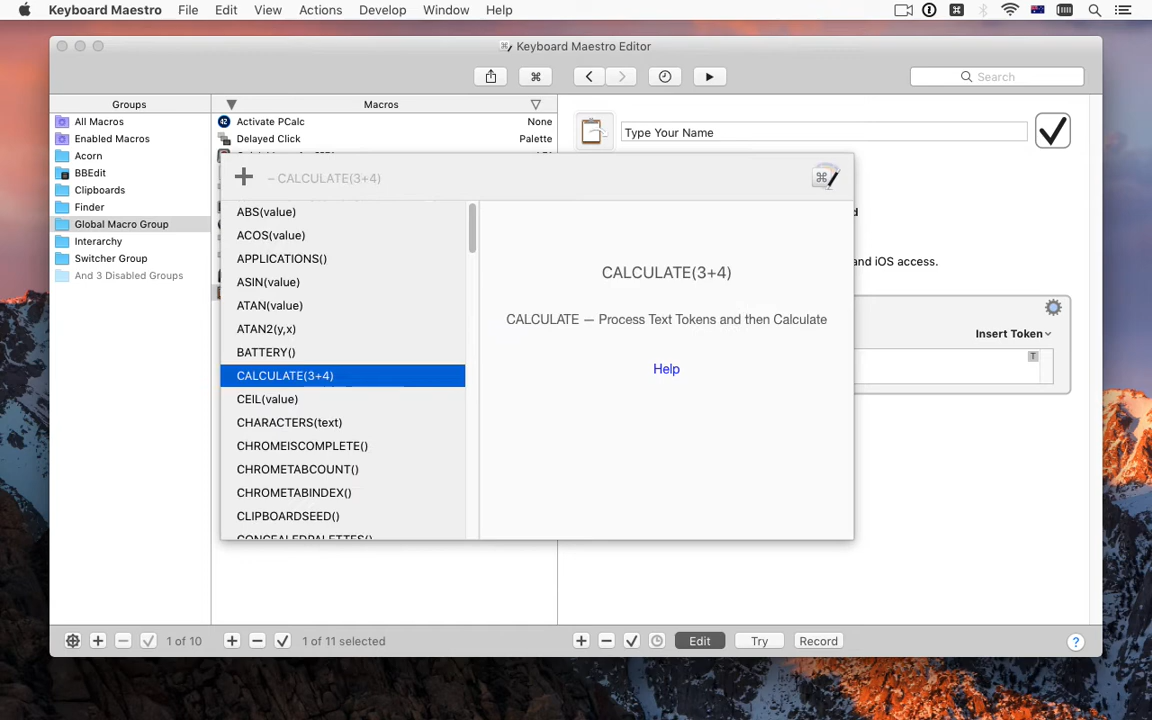 Keyboard Maestro File Edit View Actions Develop Window Help
Keyboard Maestro Editor
Search
Groups
Macros
All Macros
Enabled Macros
Acorn
BBEdit
Clipboards
Finder
Global Macro Group
Interarchy
Switcher Group
And 3 Disabled Groups
42 Activate PCalc None
Delayed Click Palette
Type Your Name
– CALCULATE(3+4)
ABS(value)
ACOS(value)
APPLICATIONS()
ASIN(value)
ATAN(value)
ATAN2(y,x)
BATTERY()
CALCULATE(3+4)
CEIL(value)
CHARACTERS(text)
CHROMEISCOMPLETE()
CHROMETABCOUNT()
CHROMETABINDEX()
CLIPBOARDSEED()
CONCEALEDPALETTES()
CALCULATE(3+4)
CALCULATE — Process Text Tokens and then Calculate
Help
d
and iOS access.
Insert Token
T
1 of 10
1 of 11 selected
Edit Try Record
?